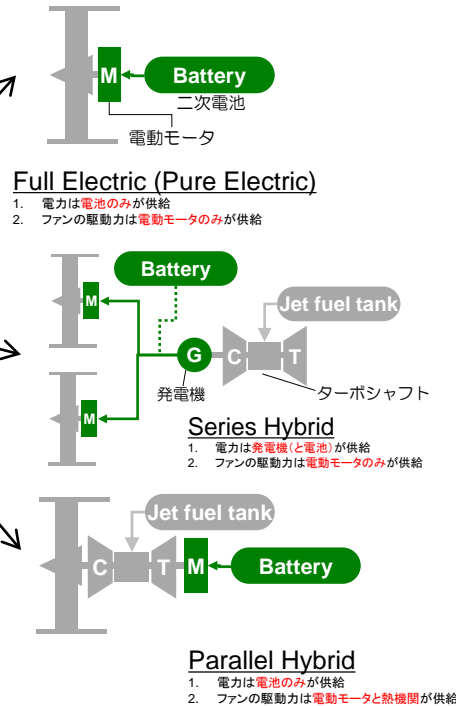 M
Battery
二次電池
電動モータ
Full Electric (Pure Electric)
1. 電力は電池のみが供給
2. ファンの駆動力は電動モータのみが供給
Battery
M
Jet fuel tank
G
C
T
発電機
ターボシャフト
M
Series Hybrid
1. 電力は発電機(と電池)が供給
2. ファンの駆動力は電動モータのみが供給
Jet fuel tank
C
T
M
Battery
Parallel Hybrid
1. 電力は電池のみが供給
2. ファンの駆動力は電動モータと熱機関が供給